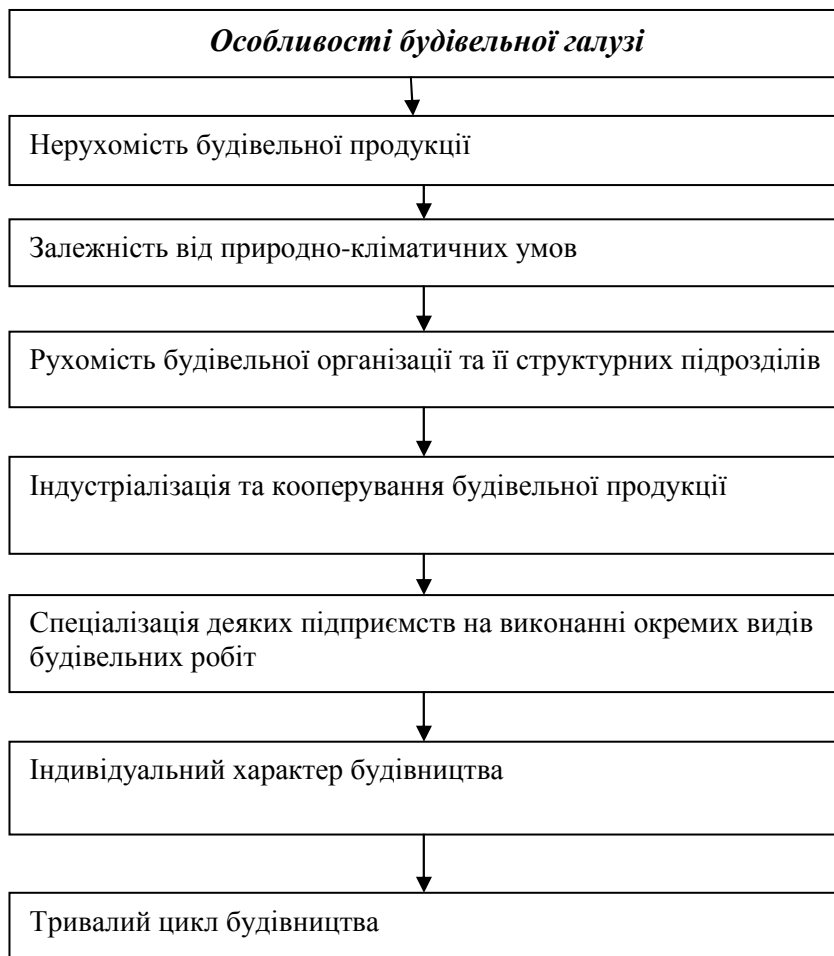 Особливості будівельної галузі
Нерухомість будівельної продукції
Залежність від природно-кліматичних умов
Рухомість будівельної організації та її структурних підрозділів
Індустріалізація та кооперування будівельної продукції
Спеціалізація деяких підприємств на виконанні окремих видів
будівельних робіт
Індивідуальний характер будівництва
Тривалий цикл будівництва